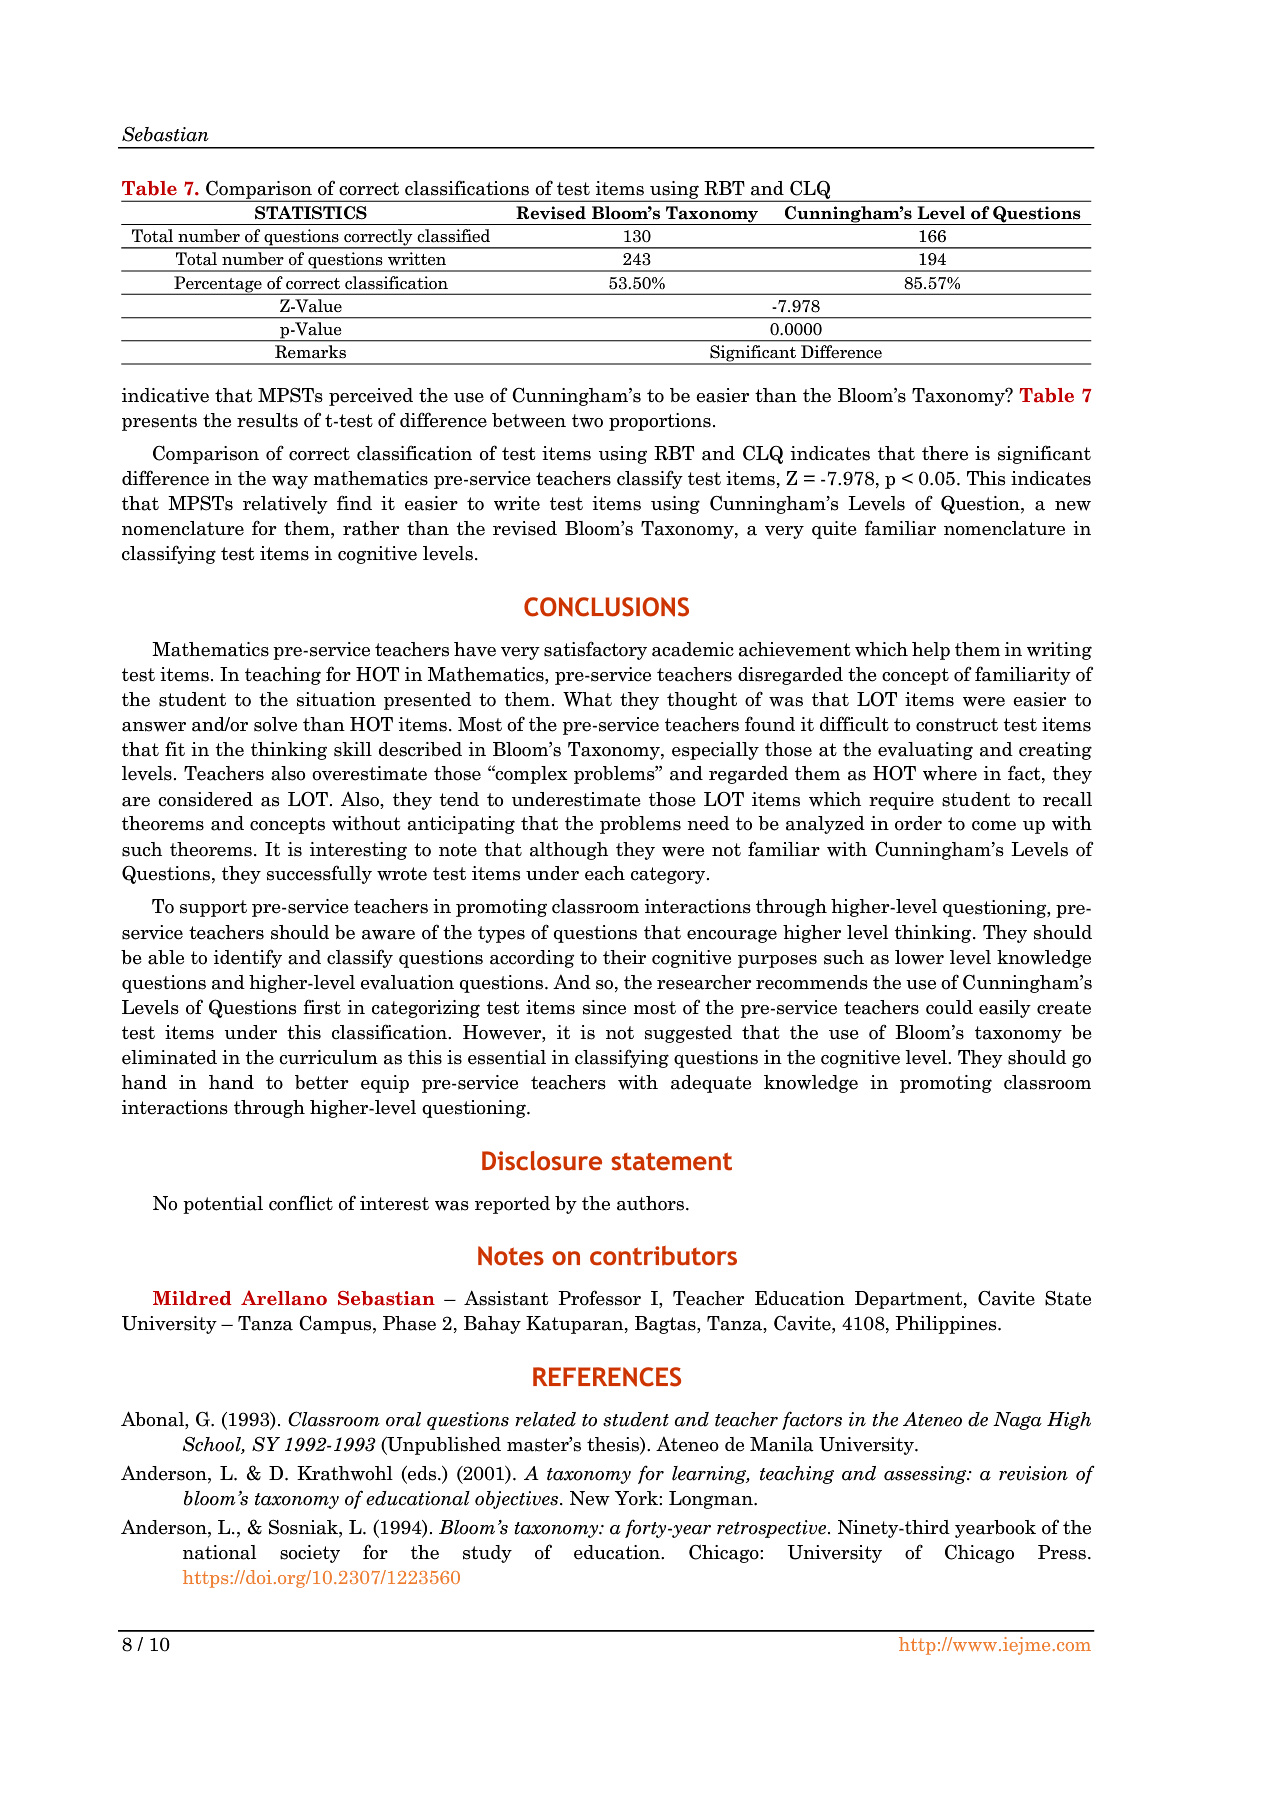 Sebastian
Table 7. Comparison of correct classifications of test items using RBT and CLQ
STATISTICS Revised Bloom's Taxonomy Cunningham's Level of Questions
Total number of questions correctly classified 130 166
Total number of questions written 243 194
Percentage of correct classification 53.50% 85.57%
Z-Value -7.978
p-Value 0.0000
Remarks Significant Difference
indicative that MPSTs perceived the use of Cunningham's to be easier than the Bloom's Taxonomy? Table 7
presents the results of t-test of difference between two proportions.
Comparison of correct classification of test items using RBT and CLQ indicates that there is significant
difference in the way mathematics pre-service teachers classify test items, Z = -7.978, p < 0.05. This indicates
that MPSTs relatively find it easier to write test items using Cunningham's Levels of Question, a new
nomenclature for them, rather than the revised Bloom's Taxonomy, a very quite familiar nomenclature in
classifying test items in cognitive levels.
CONCLUSIONS
Mathematics pre-service teachers have very satisfactory academic achievement which help them in writing
test items. In teaching for HOT in Mathematics, pre-service teachers disregarded the concept of familiarity of
the student to the situation presented to them. What they thought of was that LOT items were easier to
answer and/or solve than HOT items. Most of the pre-service teachers found it difficult to construct test items
that fit in the thinking skill described in Bloom's Taxonomy, especially those at the evaluating and creating
levels. Teachers also overestimate those “complex problems” and regarded them as HOT where in fact, they
are considered as LOT. Also, they tend to underestimate those LOT items which require student to recall
theorems and concepts without anticipating that the problems need to be analyzed in order to come up with
such theorems. It is interesting to note that although they were not familiar with Cunningham's Levels of
Questions, they successfully wrote test items under each category.
To support pre-service teachers in promoting classroom interactions through higher-level questioning, pre-
service teachers should be aware of the types of questions that encourage higher level thinking. They should
be able to identify and classify questions according to their cognitive purposes such as lower level knowledge
questions and higher-level evaluation questions. And so, the researcher recommends the use of Cunningham's
Levels of Questions first in categorizing test items since most of the pre-service teachers could easily create
test items under this classification. However, it is not suggested that the use of Bloom's taxonomy be
eliminated in the curriculum as this is essential in classifying questions in the cognitive level. They should go
hand in hand to better equip pre-service teachers with adequate knowledge in promoting classroom
interactions through higher-level questioning.
Disclosure statement
No potential conflict of interest was reported by the authors.
Notes on contributors
Mildred Arellano Sebastian – Assistant Professor I, Teacher Education Department, Cavite State
University – Tanza Campus, Phase 2, Bahay Katuparan, Bagtas, Tanza, Cavite, 4108, Philippines.
REFERENCES
Abonal, G. (1993). Classroom oral questions related to student and teacher factors in the Ateneo de Naga High
School, SY 1992-1993 (Unpublished master's thesis). Ateneo de Manila University.
Anderson, L. & D. Krathwohl (eds.) (2001). A taxonomy for learning, teaching and assessing: a revision of
bloom's taxonomy of educational objectives. New York: Longman.
Anderson, L., & Sosniak, L. (1994). Bloom's taxonomy: a forty-year retrospective. Ninety-third yearbook of the
national society for the study of education. Chicago: University of Chicago Press.
https://doi.org/10.2307/1223560
8 / 10 http://www.iejme.com